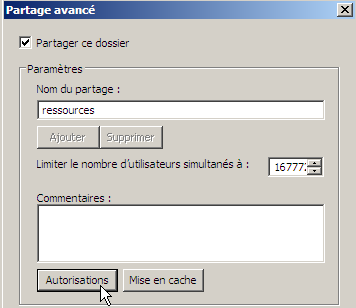 Partage avancé
Partager ce dossier
Paramètres
Nom du partage :
ressources
Ajouter Supprimer
Limiter le nombre d'utilisateurs simultanés à :
Commentaires :
Autorisations Mise en cache